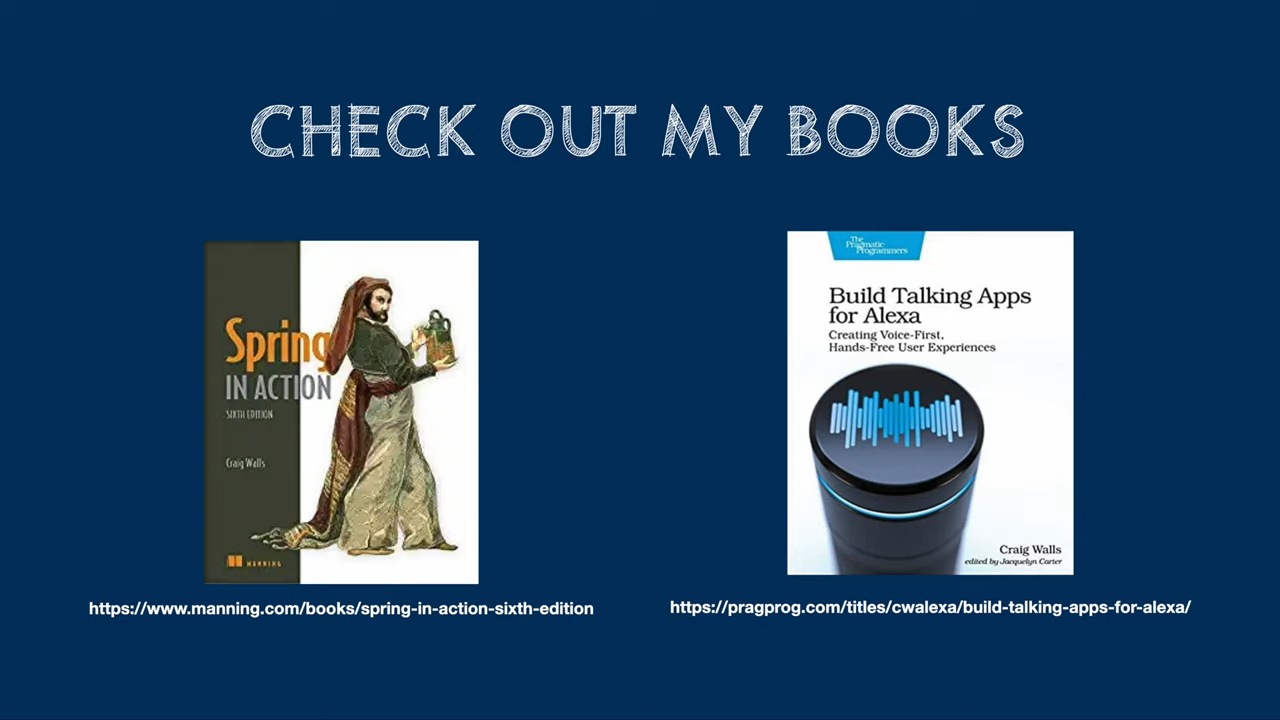 CHECK OUT MY BOOKS
Spring
IN ACTION
SIXTH EDITION
Craig Walls
MANNING
https://www.manning.com/books/spring-in-action-sixth-edition
The
Pragmatic
Programmers
Build Talking Apps
for Alexa
Creating Voice-First,
Hands-Free User Experiences
Craig Walls
edited by Jacquelyn Carter
https://pragprog.com/titles/cwalexa/build-talking-apps-for-alexa/